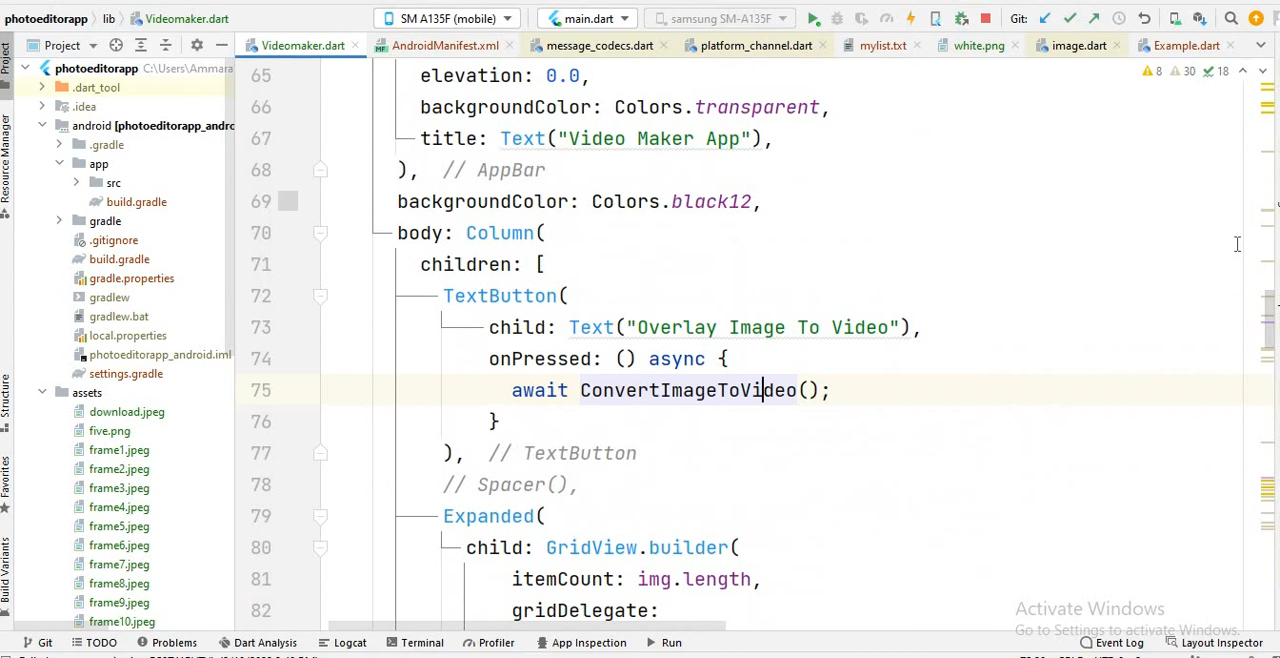 photoeditorapp lib Videomaker.dart SM A135F (mobile) main.dart samsung SM-A135F Git:
Project Videomaker.dart AndroidManifest.xml message_codecs.dart platform_channel.dart mylist.txt white.png image.dart Example.dart
photoeditorapp C:\Users\Ammara
.dart_tool
.idea
android [photoeditorapp_andro
.gradle
app
src
build.gradle
gradle
.gitignore
build.gradle
gradle.properties
gradlew
gradlew.bat
local.properties
photoeditorapp_android.iml
settings.gradle
assets
download.jpeg
five.png
frame1.jpeg
frame2.jpeg
frame3.jpeg
frame4.jpeg
frame5.jpeg
frame6.jpeg
frame7.jpeg
frame8.jpeg
frame9.jpeg
frame10.jpeg
Project
Resource Manager
Structure
Favorites
Build Variants
8 30 18
65 elevation: 0.0,
66 backgroundColor: Colors.transparent,
67 title: Text("Video Maker App"),
68 ), // AppBar
69 backgroundColor: Colors.black12,
70 body: Column(
71 children: [
72 TextButton(
73 child: Text("Overlay Image To Video"),
74 onPressed: () async {
75 await ConvertImageToVideo();
76 }
77 ), // TextButton
78 // Spacer(),
79 Expanded(
80 child: GridView.builder(
81 itemCount: img.length,
82 gridDelegate:
Activate Windows
Go to Settings to activate Windows.
Git TODO Problems Dart Analysis Logcat Terminal Profiler App Inspection Run Event Log Layout Inspector